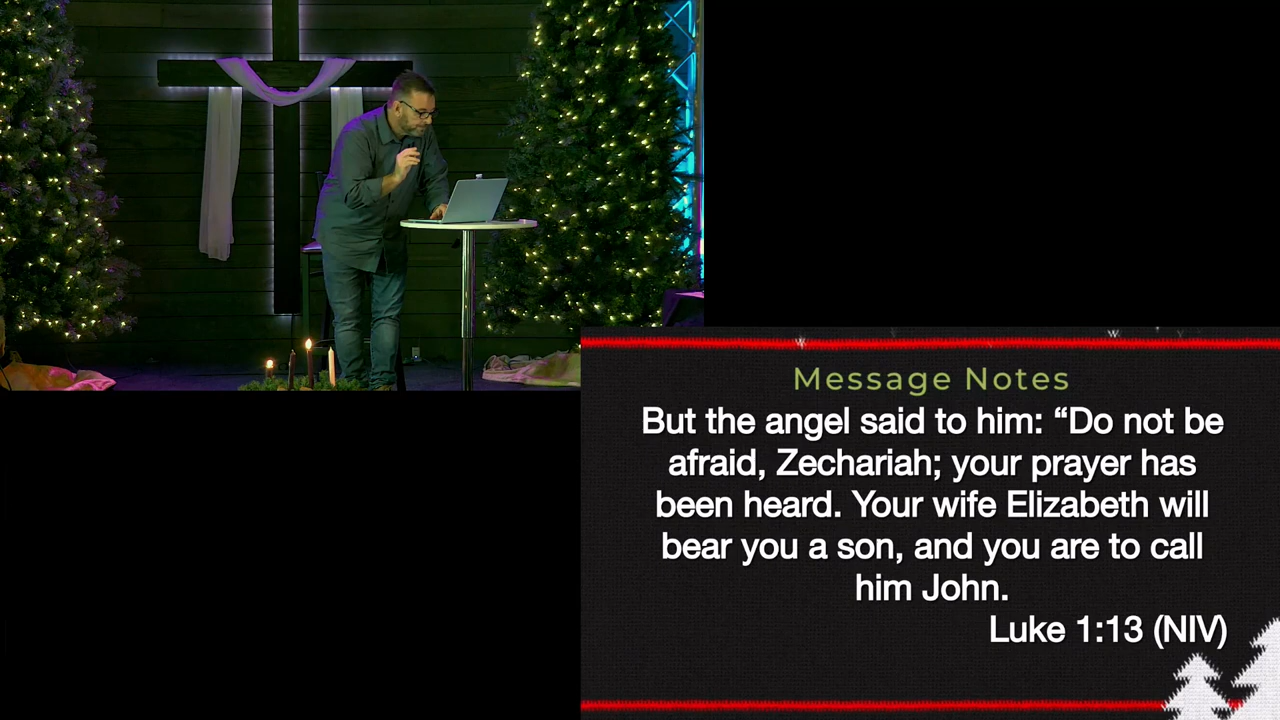 Message Notes
But the angel said to him: “Do not be
afraid, Zechariah; your prayer has
been heard. Your wife Elizabeth will
bear you a son, and you are to call
him John.
Luke 1:13 (NIV)